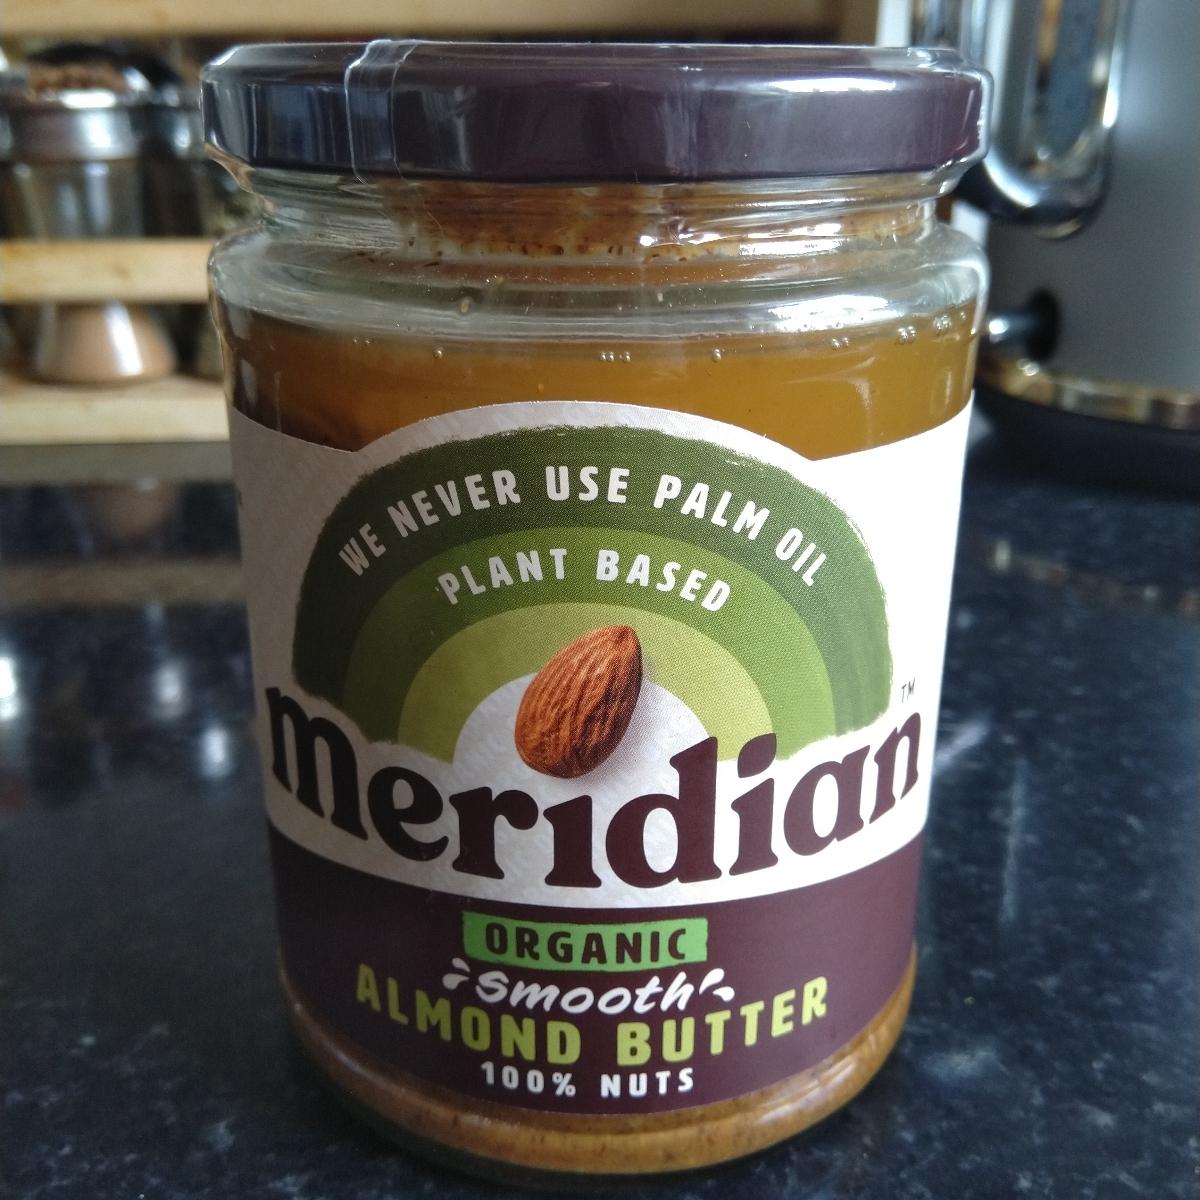 WE NEVER USE PALM OIL
PLANT BASED
meridian™
ORGANIC
Smooth
ALMOND BUTTER
100% NUTS